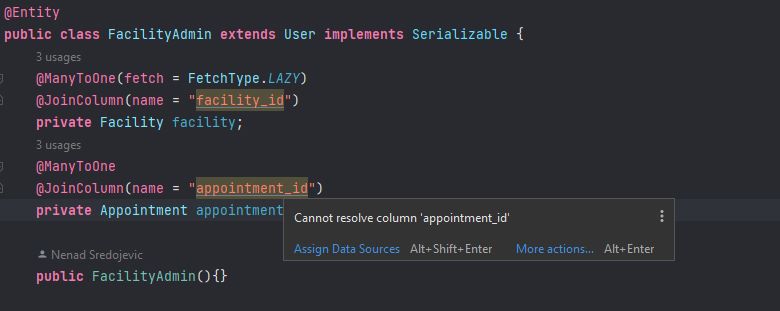 @Entity
public class FacilityAdmin extends User implements Serializable {
3 usages
@ManyToOne(fetch = FetchType.LAZY)
@JoinColumn(name = "facility_id")
private Facility facility;
3 usages
@ManyToOne
@JoinColumn(name = "appointment_id")
private Appointment appointment
Cannot resolve column 'appointment_id'
Assign Data Sources Alt+Shift+Enter More actions... Alt+Enter
Nenad Sredojevic
public FacilityAdmin(){}